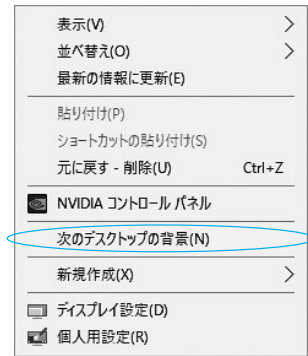 表示(V)
並べ替え(O)
最新の情報に更新(E)
貼り付け(P)
ショートカットの貼り付け(S)
元に戻す - 削除(U) Ctrl+Z
NVIDIA コントロール パネル
次のデスクトップの背景(N)
新規作成(X)
ディスプレイ設定(D)
個人用設定(R)